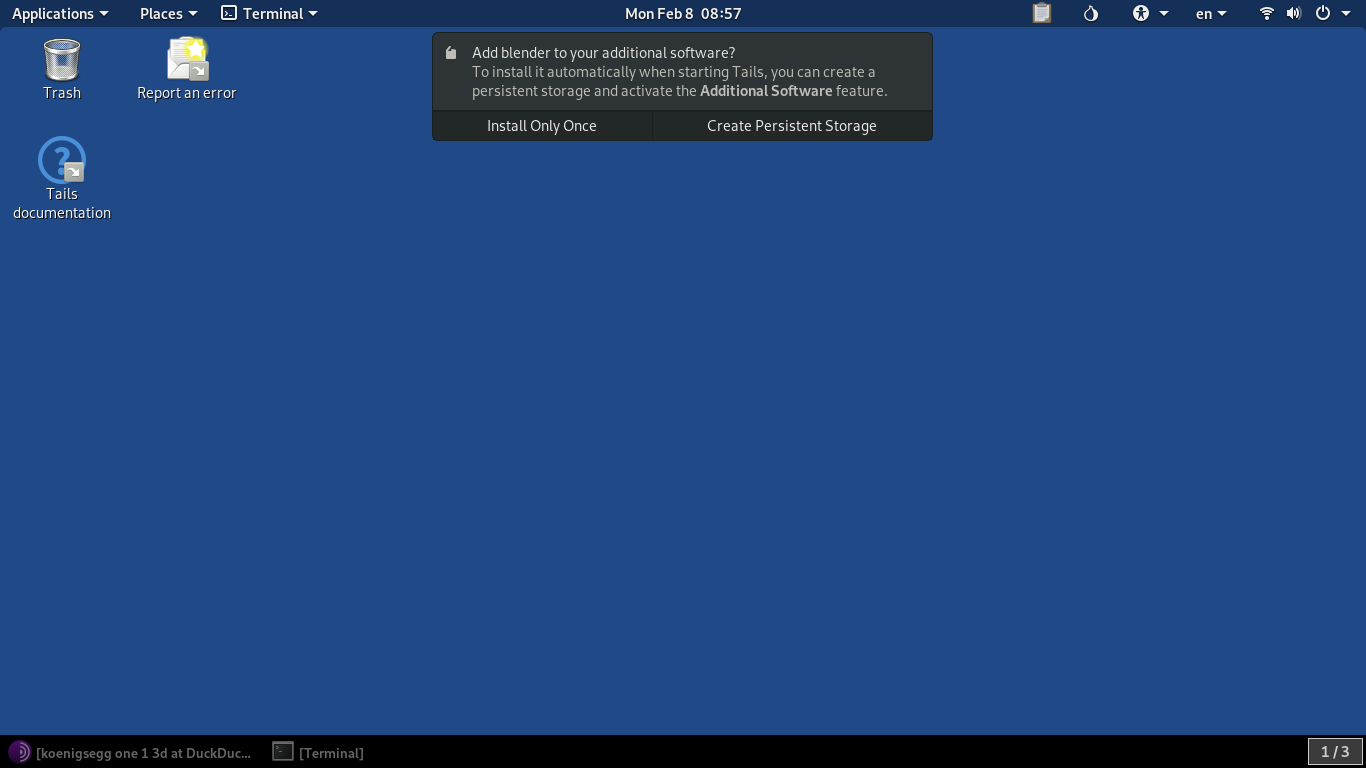 Applications Places Terminal Mon Feb 8 08:57 en
Trash
Report an error
Tails
documentation
Add blender to your additional software?
To install it automatically when starting Tails, you can create a
persistent storage and activate the Additional Software feature.
Install Only Once Create Persistent Storage
[koenigsegg one 1 3d at DuckDuc... [Terminal] 1 / 3